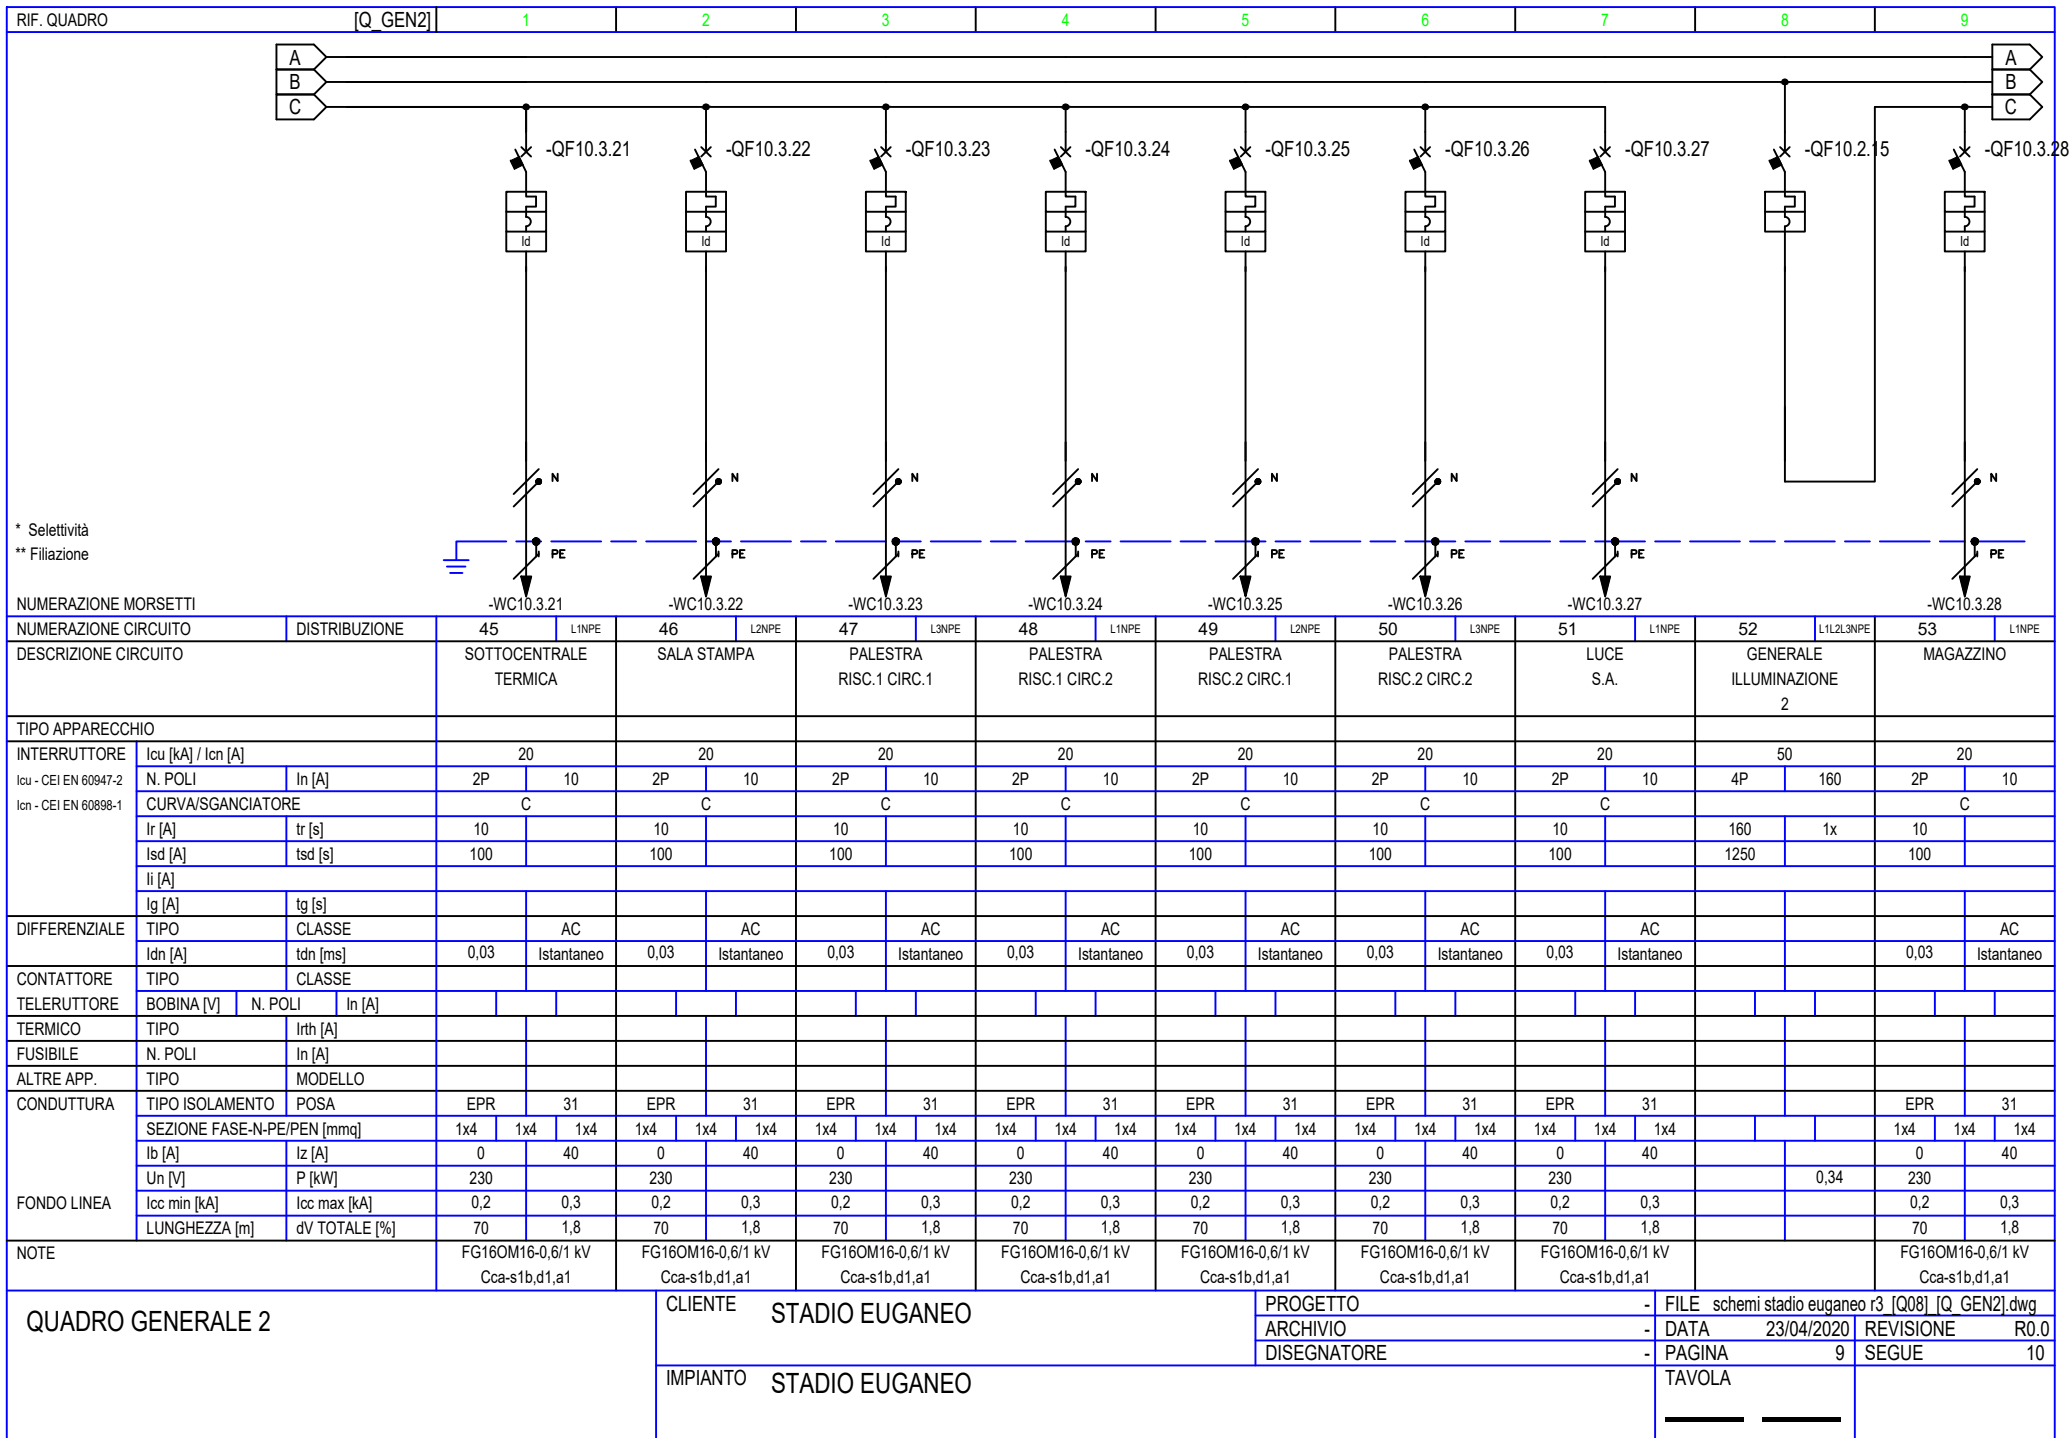 RIF. QUADRO [Q_GEN2] 1 2 3 4 5 6 7 8 9
A A
B B
C C
-QF10.3.21 -QF10.3.22 -QF10.3.23 -QF10.3.24 -QF10.3.25 -QF10.3.26 -QF10.3.27 -QF10.2.15 -QF10.3.28
Id Id Id Id Id Id Id Id
N N N N N N N N
* Selettività
** Filiazione
PE PE PE PE PE PE PE PE
NUMERAZIONE MORSETTI -WC10.3.21 -WC10.3.22 -WC10.3.23 -WC10.3.24 -WC10.3.25 -WC10.3.26 -WC10.3.27 -WC10.3.28
NUMERAZIONE CIRCUITO DISTRIBUZIONE 45 L1NPE 46 L2NPE 47 L3NPE 48 L1NPE 49 L2NPE 50 L3NPE 51 L1NPE 52 L1L2L3NPE 53 L1NPE
DESCRIZIONE CIRCUITO SOTTOCENTRALE SALA STAMPA PALESTRA PALESTRA PALESTRA PALESTRA LUCE GENERALE MAGAZZINO
TERMICA RISC.1 CIRC.1 RISC.1 CIRC.2 RISC.2 CIRC.1 RISC.2 CIRC.2 S.A. ILLUMINAZIONE
2
TIPO APPARECCHIO
INTERRUTTORE Icu [kA] / Icn [A] 20 20 20 20 20 20 20 50 20
Icu - CEI EN 60947-2 N. POLI In [A] 2P 10 2P 10 2P 10 2P 10 2P 10 2P 10 2P 10 4P 160 2P 10
Icn - CEI EN 60898-1 CURVA/SGANCIATORE C C C C C C C C
Ir [A] tr [s] 10 10 10 10 10 10 10 160 1x 10
Isd [A] tsd [s] 100 100 100 100 100 100 100 1250 100
Ii [A]
Ig [A] tg [s]
DIFFERENZIALE TIPO CLASSE AC AC AC AC AC AC AC AC
Idn [A] tdn [ms] 0,03 Istantaneo 0,03 Istantaneo 0,03 Istantaneo 0,03 Istantaneo 0,03 Istantaneo 0,03 Istantaneo 0,03 Istantaneo 0,03 Istantaneo
CONTATTORE TIPO CLASSE
TELERUTTORE BOBINA [V] N. POLI In [A]
TERMICO TIPO Irth [A]
FUSIBILE N. POLI In [A]
ALTRE APP. TIPO MODELLO
CONDUTTURA TIPO ISOLAMENTO POSA EPR 31 EPR 31 EPR 31 EPR 31 EPR 31 EPR 31 EPR 31 EPR 31
SEZIONE FASE-N-PE/PEN [mmq] 1x4 1x4 1x4 1x4 1x4 1x4 1x4 1x4 1x4 1x4 1x4 1x4 1x4 1x4 1x4 1x4 1x4 1x4 1x4 1x4 1x4 1x4 1x4 1x4
Ib [A] Iz [A] 0 40 0 40 0 40 0 40 0 40 0 40 0 40 0 40
Un [V] P [kW] 230 230 230 230 230 230 230 0,34 230
FONDO LINEA Icc min [kA] Icc max [kA] 0,2 0,3 0,2 0,3 0,2 0,3 0,2 0,3 0,2 0,3 0,2 0,3 0,2 0,3 0,2 0,3
LUNGHEZZA [m] dV TOTALE [%] 70 1,8 70 1,8 70 1,8 70 1,8 70 1,8 70 1,8 70 1,8 70 1,8
NOTE FG16OM16-0,6/1 kV FG16OM16-0,6/1 kV FG16OM16-0,6/1 kV FG16OM16-0,6/1 kV FG16OM16-0,6/1 kV FG16OM16-0,6/1 kV FG16OM16-0,6/1 kV FG16OM16-0,6/1 kV
Cca-s1b,d1,a1 Cca-s1b,d1,a1 Cca-s1b,d1,a1 Cca-s1b,d1,a1 Cca-s1b,d1,a1 Cca-s1b,d1,a1 Cca-s1b,d1,a1 Cca-s1b,d1,a1
QUADRO GENERALE 2
CLIENTE STADIO EUGANEO
IMPIANTO STADIO EUGANEO
PROGETTO -
ARCHIVIO -
DISEGNATORE -
FILE schemi stadio euganeo r3_[Q08]_[Q_GEN2].dwg
DATA 23/04/2020 REVISIONE R0.0
PAGINA 9 SEGUE 10
TAVOLA